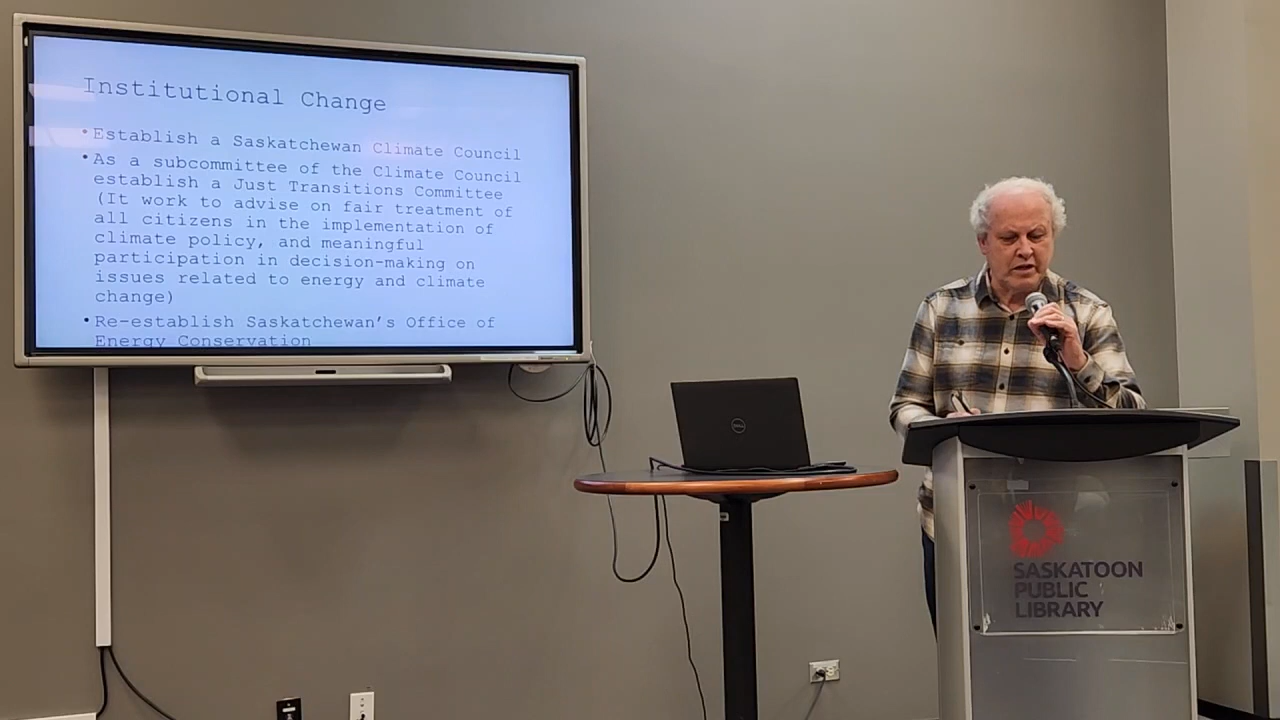 Institutional Change
•Establish a Saskatchewan Climate Council
•As a subcommittee of the Climate Council
establish a Just Transitions Committee
(It work to advise on fair treatment of
all citizens in the implementation of
climate policy, and meaningful
participation in decision-making on
issues related to energy and climate
change)
•Re-establish Saskatchewan's Office of
Energy Conservation
DELL
SASKATOON
PUBLIC
LIBRARY